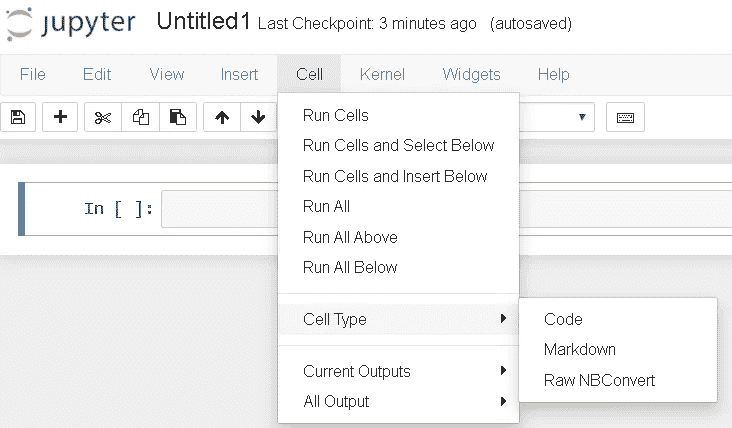 jupyter Untitled1 Last Checkpoint: 3 minutes ago (autosaved)
File Edit View Insert Cell Kernel Widgets Help
Run Cells
Run Cells and Select Below
Run Cells and Insert Below
Run All
Run All Above
Run All Below
In [ ]:
Cell Type
Code
Markdown
Raw NBConvert
Current Outputs
All Output